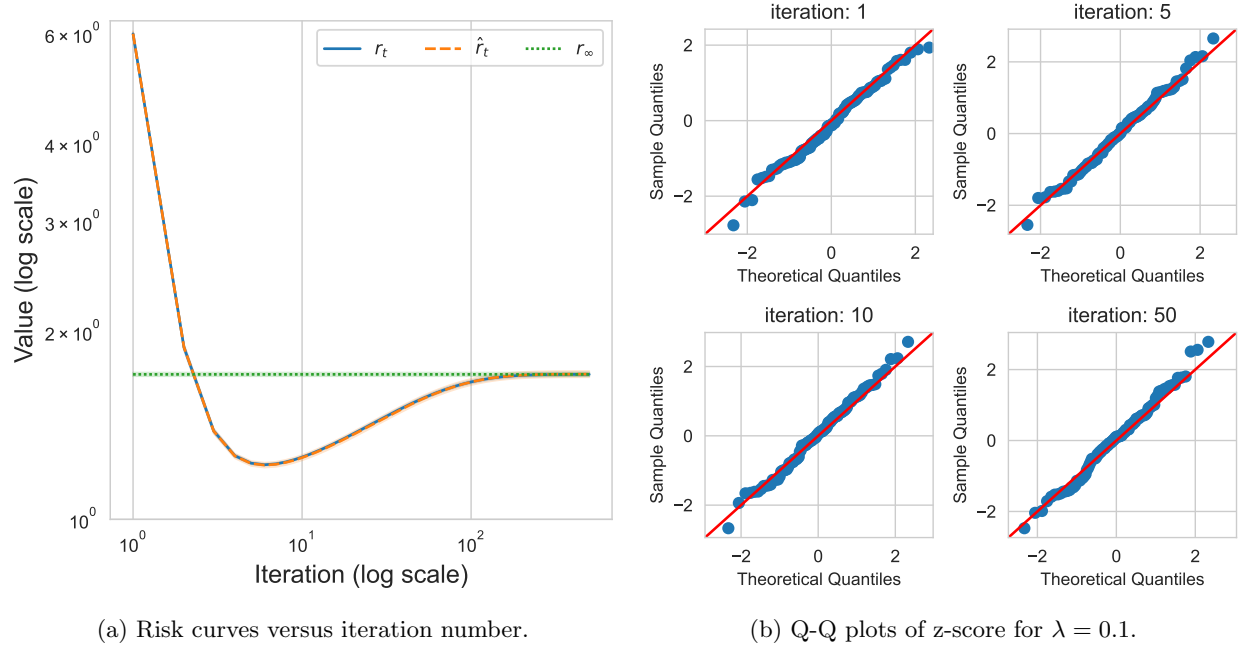 6 × 10⁰
4 × 10⁰
3 × 10⁰
2 × 10⁰
10⁰
Value (log scale)
r_t
r̂_t
r_∞
10⁰
10¹
10²
Iteration (log scale)
(a) Risk curves versus iteration number.
iteration: 1
Sample Quantiles
2
0
−2
−2
0
2
Theoretical Quantiles
iteration: 5
Sample Quantiles
2
0
−2
−2
0
2
Theoretical Quantiles
iteration: 10
Sample Quantiles
2
0
−2
−2
0
2
Theoretical Quantiles
iteration: 50
Sample Quantiles
2
0
−2
−2
0
2
Theoretical Quantiles
(b) Q-Q plots of z-score for λ = 0.1.